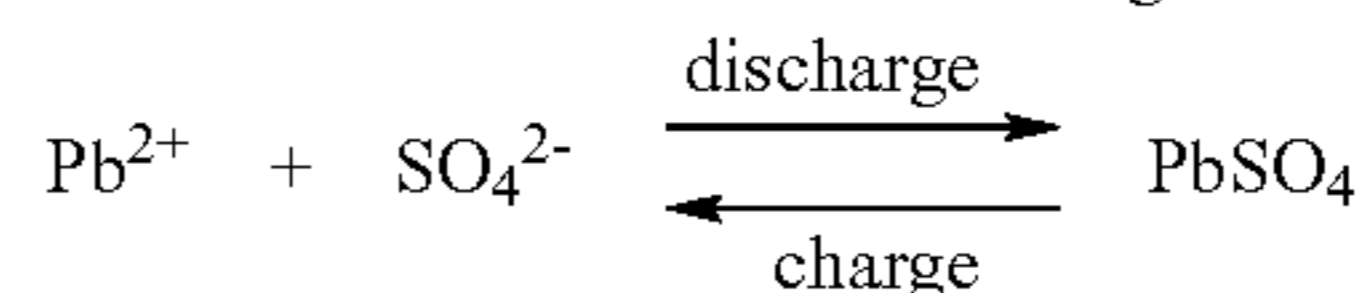 discharge
Pb²⁺ + SO₄²⁻ PbSO₄
charge